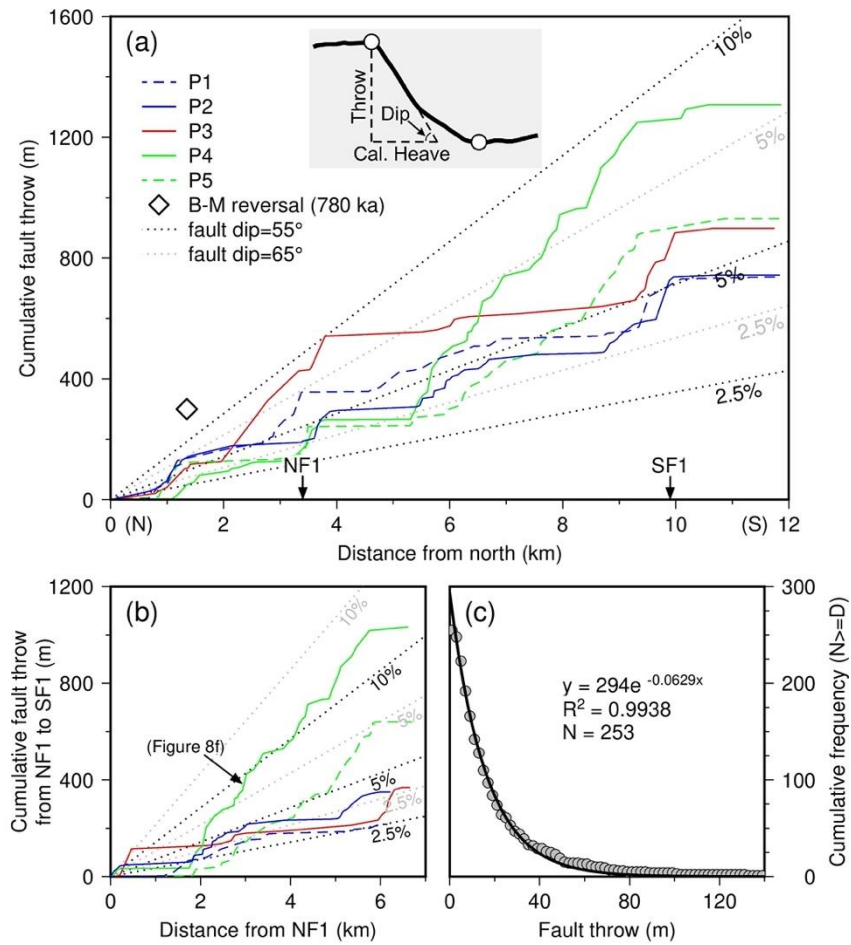 (a)
1600
1200
800
400
0
Cumulative fault throw (m)
P1
P2
P3
P4
P5
B-M reversal (780 ka)
fault dip=55°
fault dip=65°
Throw
Dip
Cal. Heave
10%
5%
5%
2.5%
2.5%
NF1
SF1
0 (N) 2 4 6 8 10 (S) 12
Distance from north (km)
(b)
1200
800
400
0
Cumulative fault throw
from NF1 to SF1 (m)
10%
10%
5%
5%
2.5%
2.5%
(Figure 8f)
0 2 4 6
Distance from NF1 (km)
(c)
y = 294e -0.0629x
R2 = 0.9938
N = 253
300
200
100
0
Cumulative frequency (N>=D)
0 40 80 120
Fault throw (m)